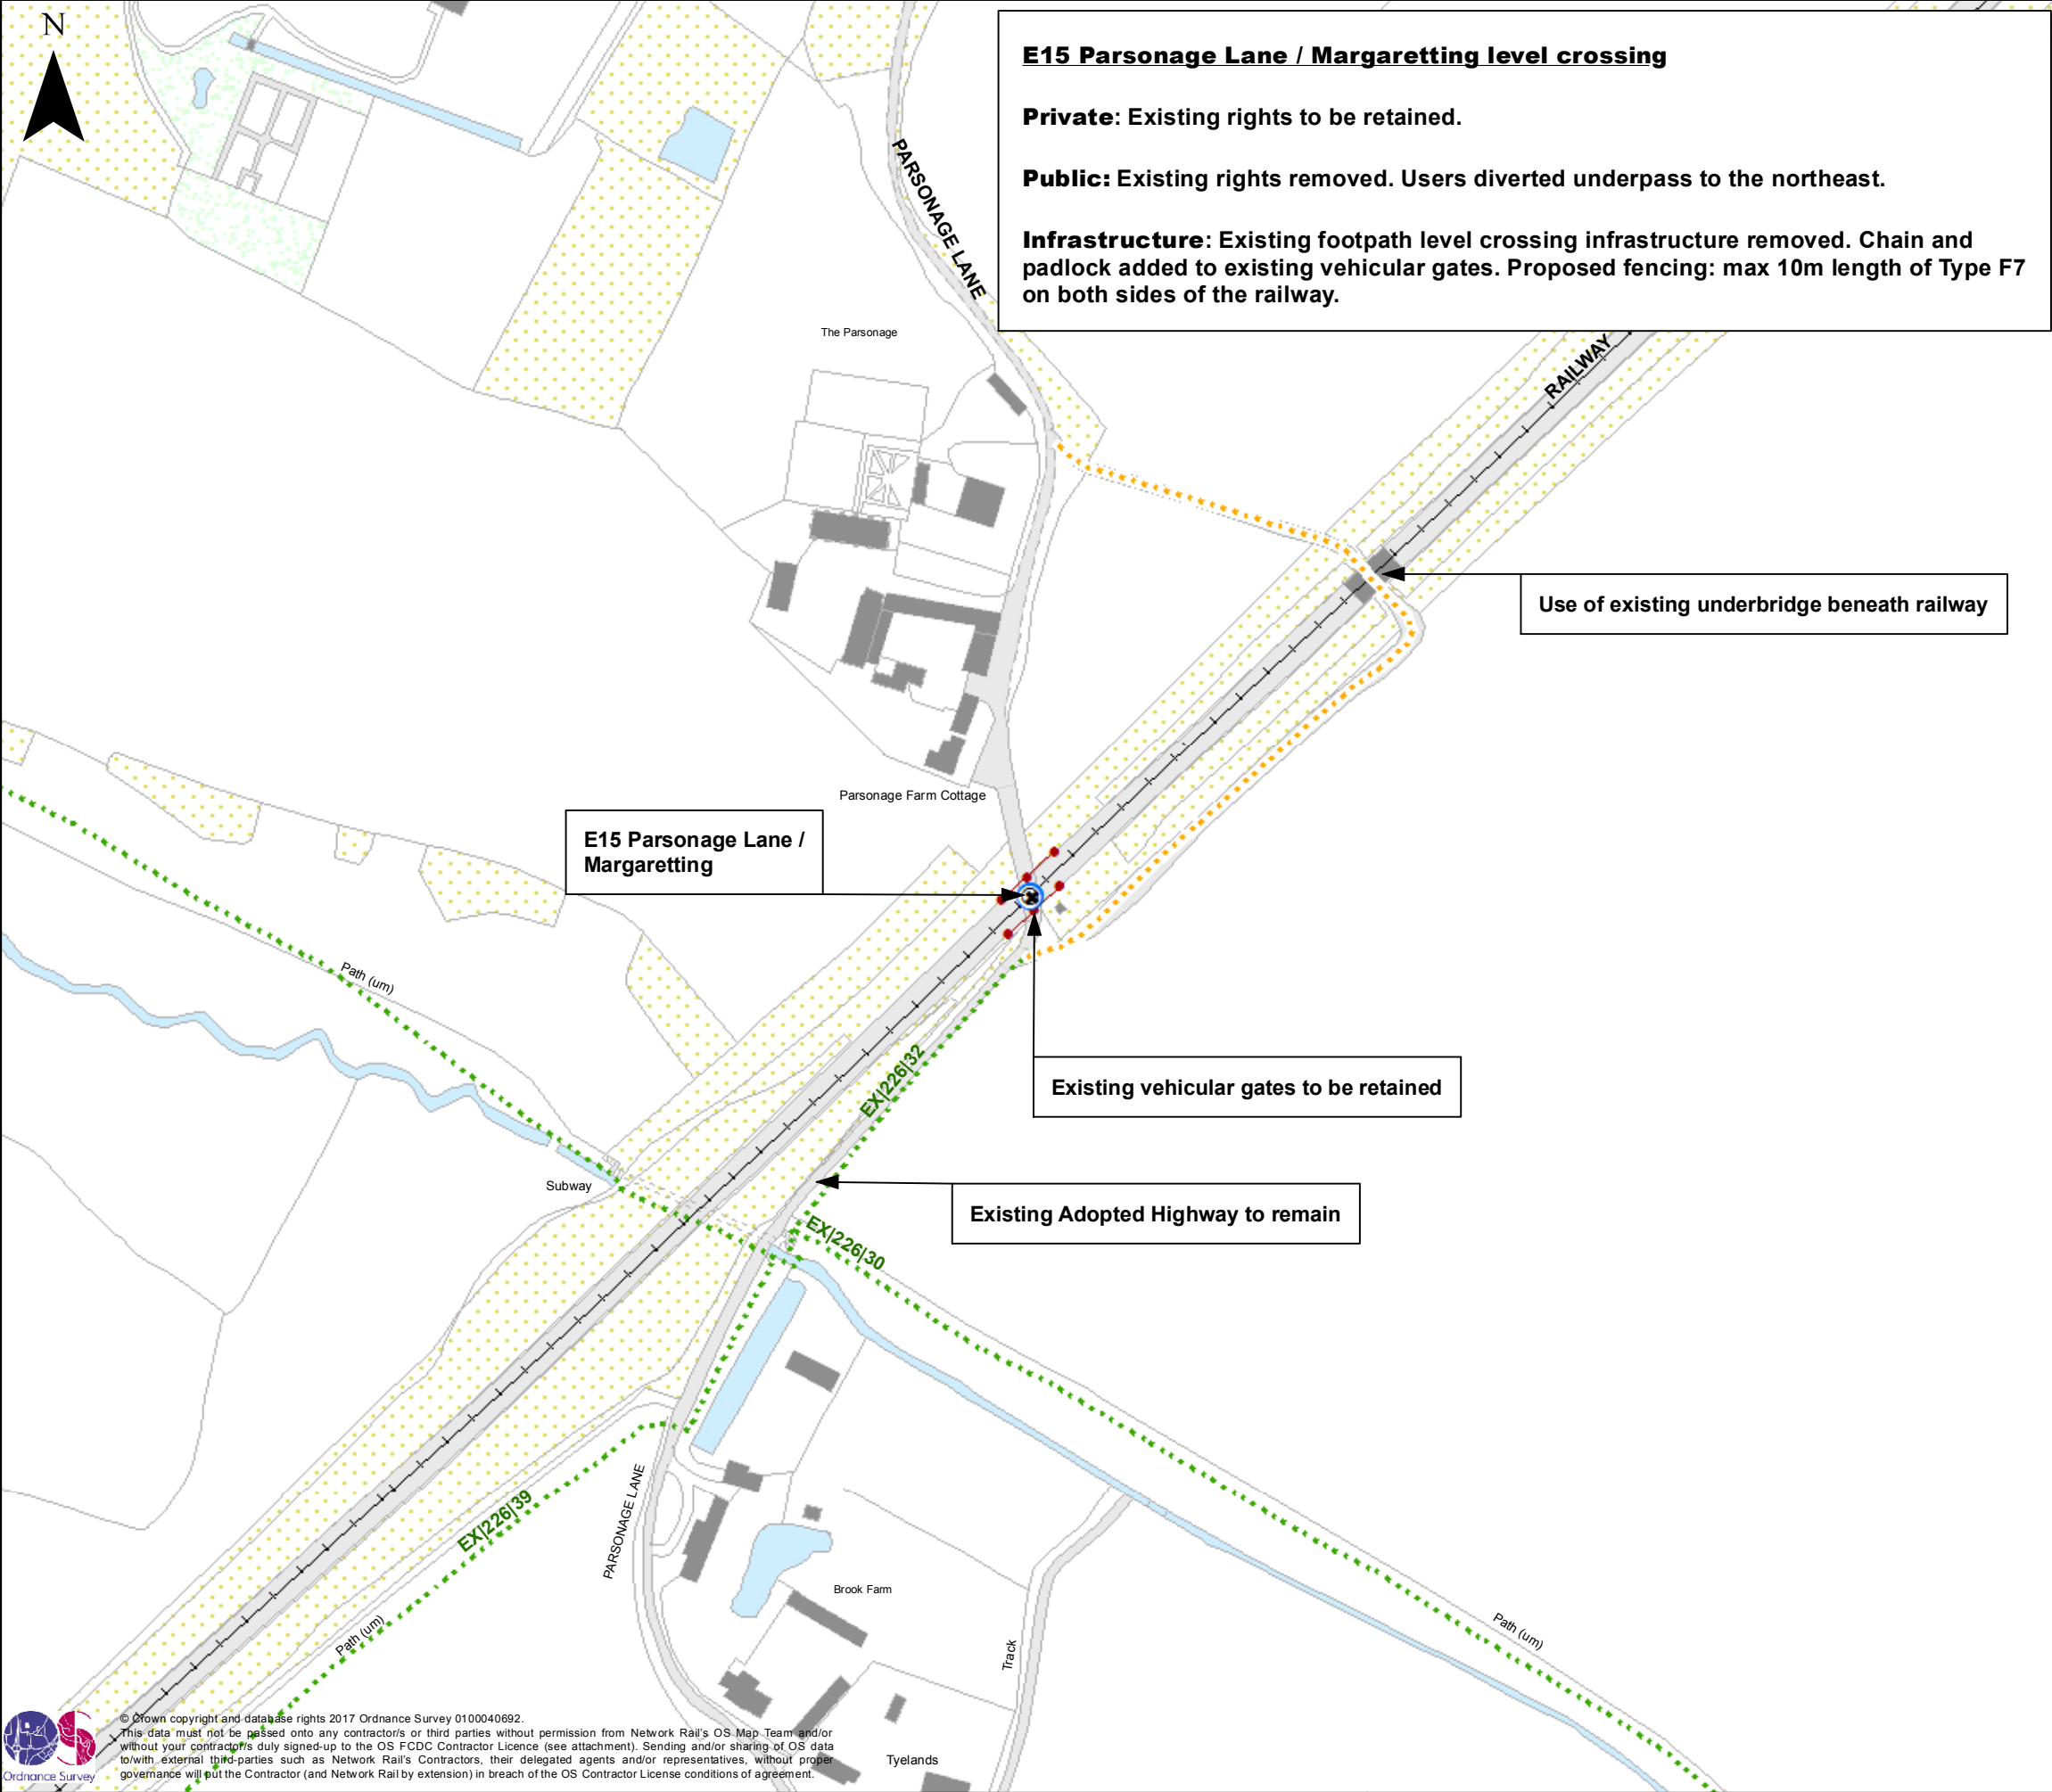 N
E15 Parsonage Lane / Margaretting level crossing
Private: Existing rights to be retained.
Public: Existing rights removed. Users diverted underpass to the northeast.
Infrastructure: Existing footpath level crossing infrastructure removed. Chain and
padlock added to existing vehicular gates. Proposed fencing: max 10m length of Type F7
on both sides of the railway.
PARSONAGE LANE
The Parsonage
RAILWAY
Use of existing underbridge beneath railway
Parsonage Farm Cottage
E15 Parsonage Lane /
Margaretting
Path (um)
EX|226|32
Existing vehicular gates to be retained
Subway
Existing Adopted Highway to remain
EX|226|30
PARSONAGE LANE
EX|226|39
Brook Farm
Path (um)
Path (um)
Track
Tyelands
Ordnance Survey
© Crown copyright and database rights 2017 Ordnance Survey 0100040692.
This data must not be passed onto any contractor/s or third parties without permission from Network Rail's OS Map Team and/or
without your contractor/s duly signed-up to the OS FCDC Contractor Licence (see attachment). Sending and/or sharing of OS data
to/with external third-parties such as Network Rail's Contractors, their delegated agents and/or representatives, without proper
governance will put the Contractor (and Network Rail by extension) in breach of the OS Contractor License conditions of agreement.